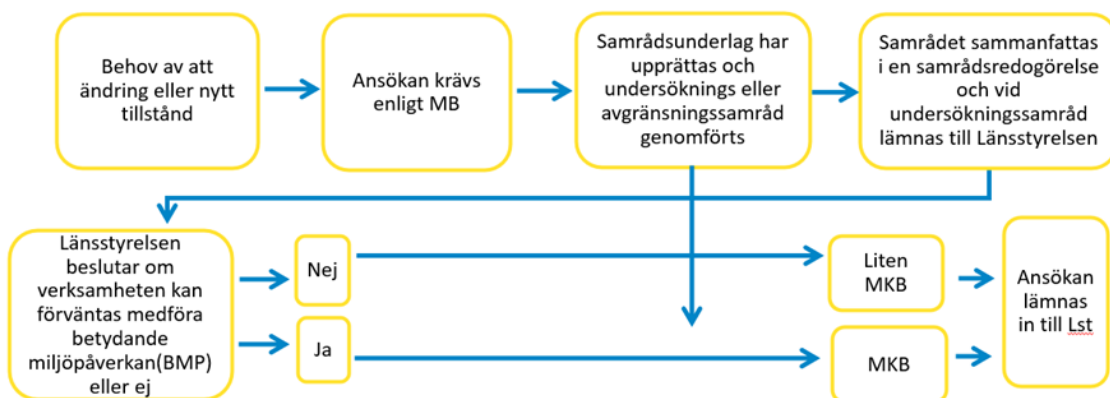 Behov av att
ändring eller nytt
tillstånd
Ansökan krävs
enligt MB
Samrådsunderlag har
upprättas och
undersöknings eller
avgränsningssamråd
genomförts
Samrådet sammanfattas
i en samrådsredogörelse
och vid
undersökningssamråd
lämnas till Länsstyrelsen
Länsstyrelsen
beslutar om
verksamheten kan
förväntas medföra
betydande
miljöpåverkan(BMP)
eller ej
Nej
Ja
Liten
MKB
MKB
Ansökan
lämnas
in till Lst